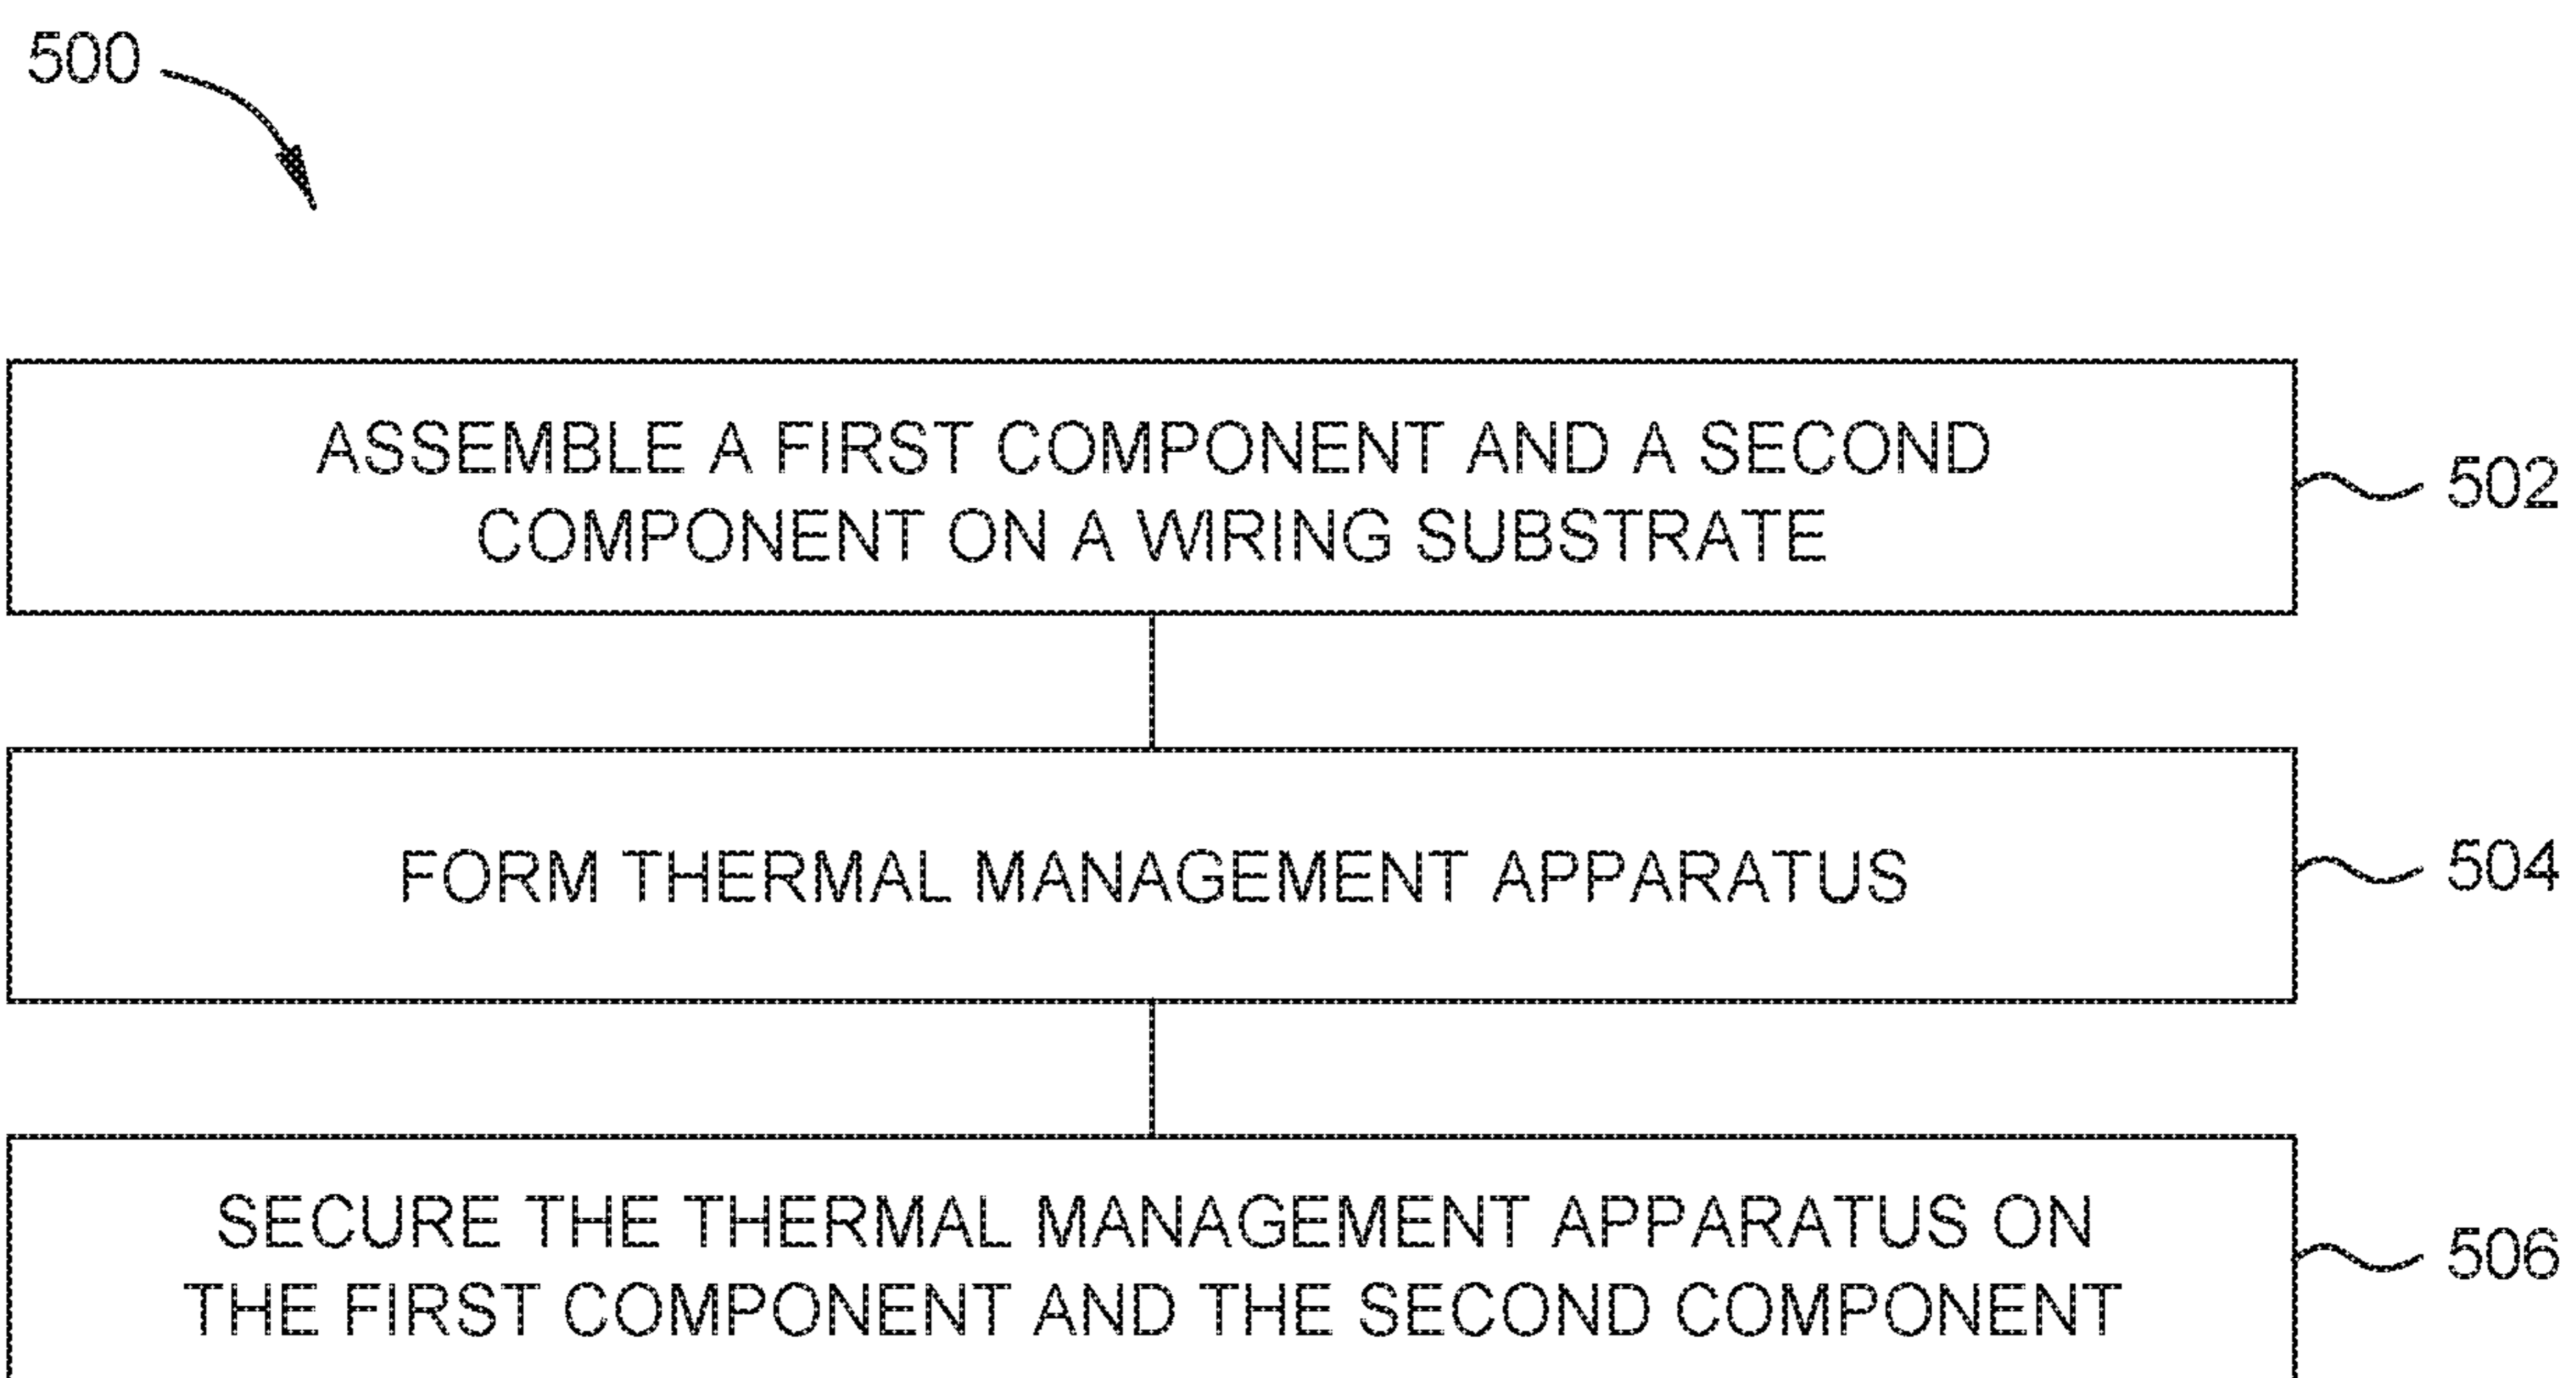 500
ASSEMBLE A FIRST COMPONENT AND A SECOND
COMPONENT ON A WIRING SUBSTRATE
502
FORM THERMAL MANAGEMENT APPARATUS
504
SECURE THE THERMAL MANAGEMENT APPARATUS ON
THE FIRST COMPONENT AND THE SECOND COMPONENT
506